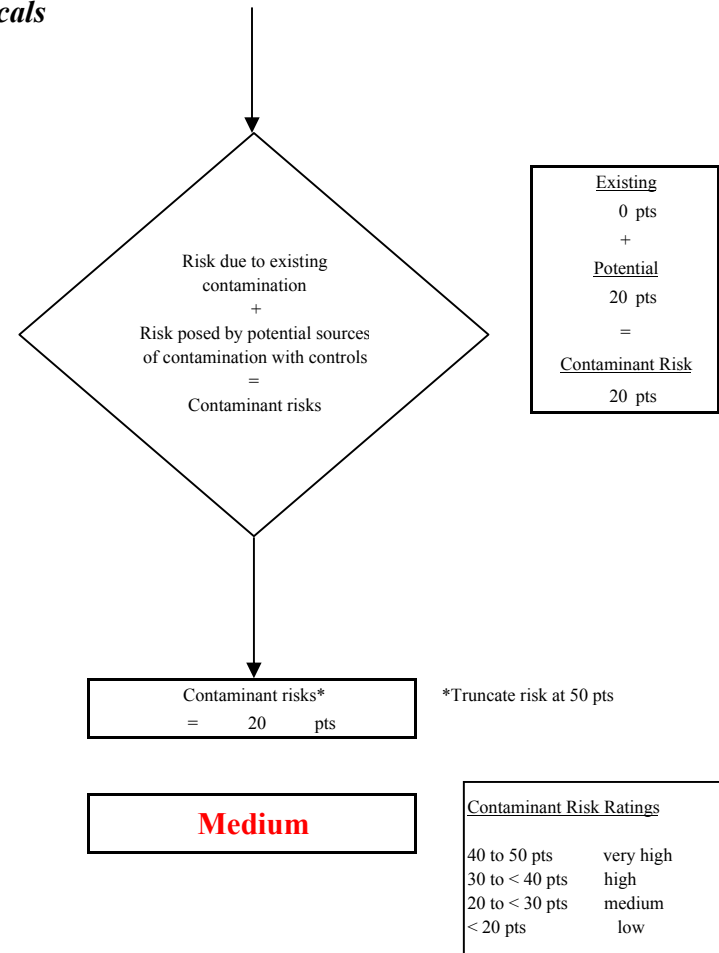 Risk due to existing
contamination
+
Risk posed by potential sources
of contamination with controls
=
Contaminant risks
Existing
0 pts
+
Potential
20 pts
=
Contaminant Risk
20 pts
Contaminant risks*
= 20 pts
*Truncate risk at 50 pts
Medium
Contaminant Risk Ratings
40 to 50 pts very high
30 to < 40 pts high
20 to < 30 pts medium
< 20 pts low